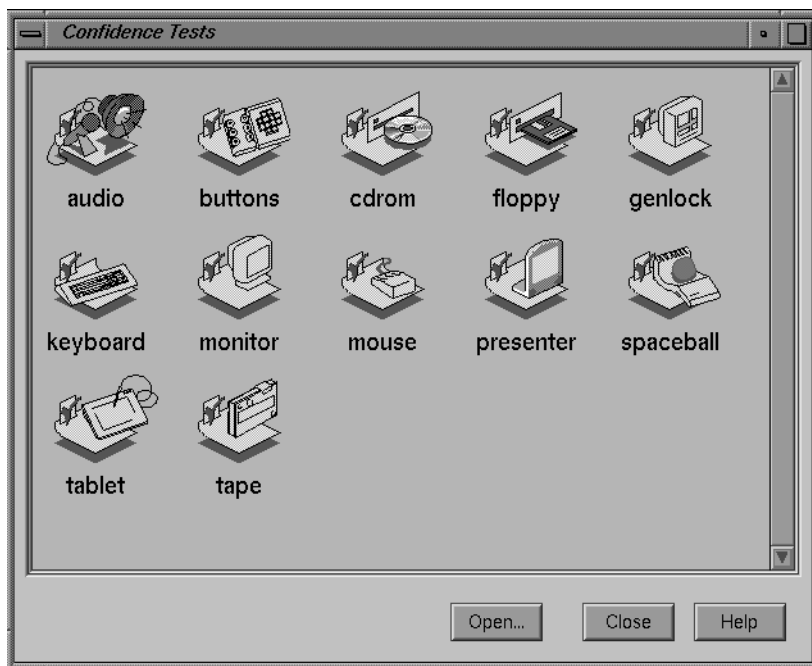 Confidence Tests
audio buttons cdrom floppy genlock
keyboard monitor mouse presenter spaceball
tablet tape
Open... Close Help